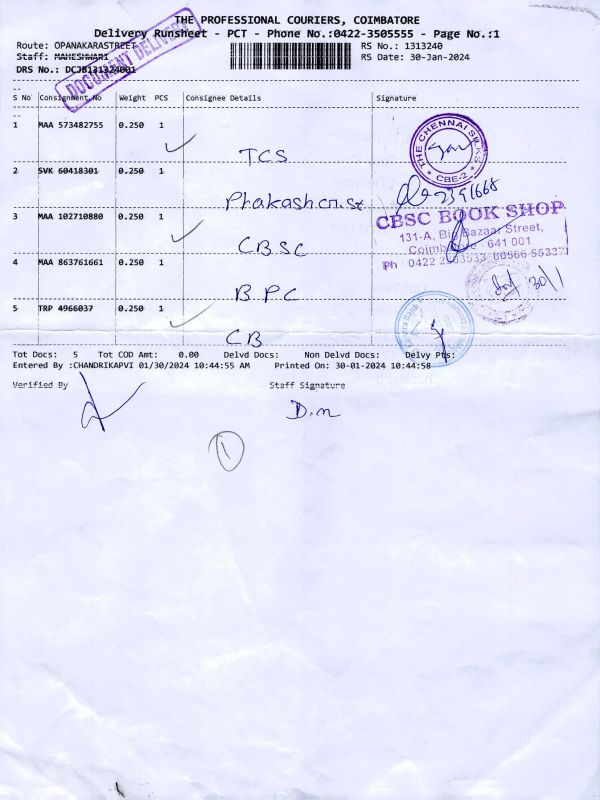 THE PROFESSIONAL COURIERS, COIMBATORE
Delivery Runsheet - PCT - Phone No.:0422-3505555 - Page No.:1
Route: OPANAKARASTREET
RS No.: 1313240
Staff: MAHESHWARI
RS Date: 30-Jan-2024
DRS No.: DCJB131324001
DOCUMENT DELIVERY
S No Consignment No Weight PCS Consignee Details Signature
1 MAA 573482755 0.250 1
TCS
THE CHENNAI SILKS
CBE-2
2 SVK 60418301 0.250 1
Phakashcrist
3 MAA 102710880 0.250 1
CBSC
CBSC BOOK SHOP
131-A, Big Bazaar Street,
Coimbatore 641 001
4 MAA 863761661 0.250 1
BPC
30/1
5 TRP 4966037 0.250 1
CB
Tot Docs: 5 Tot COD Amt: 0.00 Delvd Docs: Non Delvd Docs: Delvy Pts:
Entered By :CHANDRIKAPVI 01/30/2024 10:44:55 AM Printed On: 30-01-2024 10:44:58
Verified By Staff Signature
D.m
1